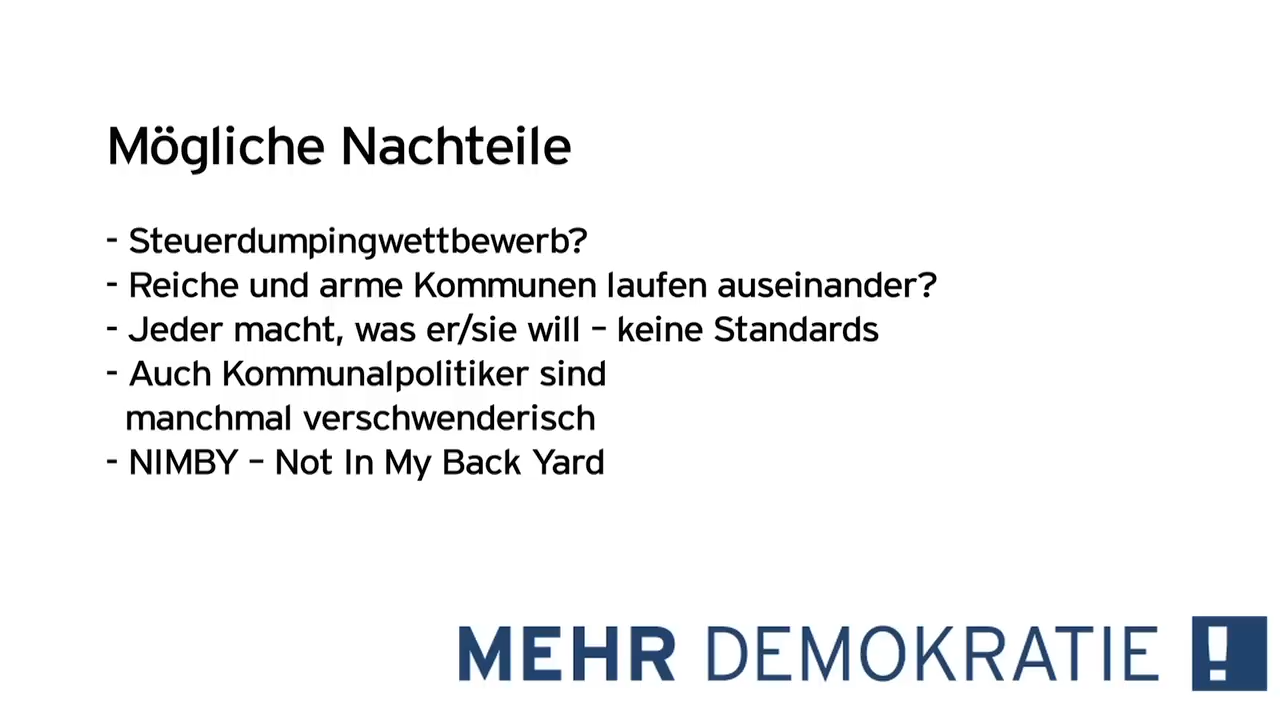 Mögliche Nachteile
- Steuerdumpingwettbewerb?
- Reiche und arme Kommunen laufen auseinander?
- Jeder macht, was er/sie will – keine Standards
- Auch Kommunalpolitiker sind
manchmal verschwenderisch
- NIMBY – Not In My Back Yard
MEHR DEMOKRATIE !